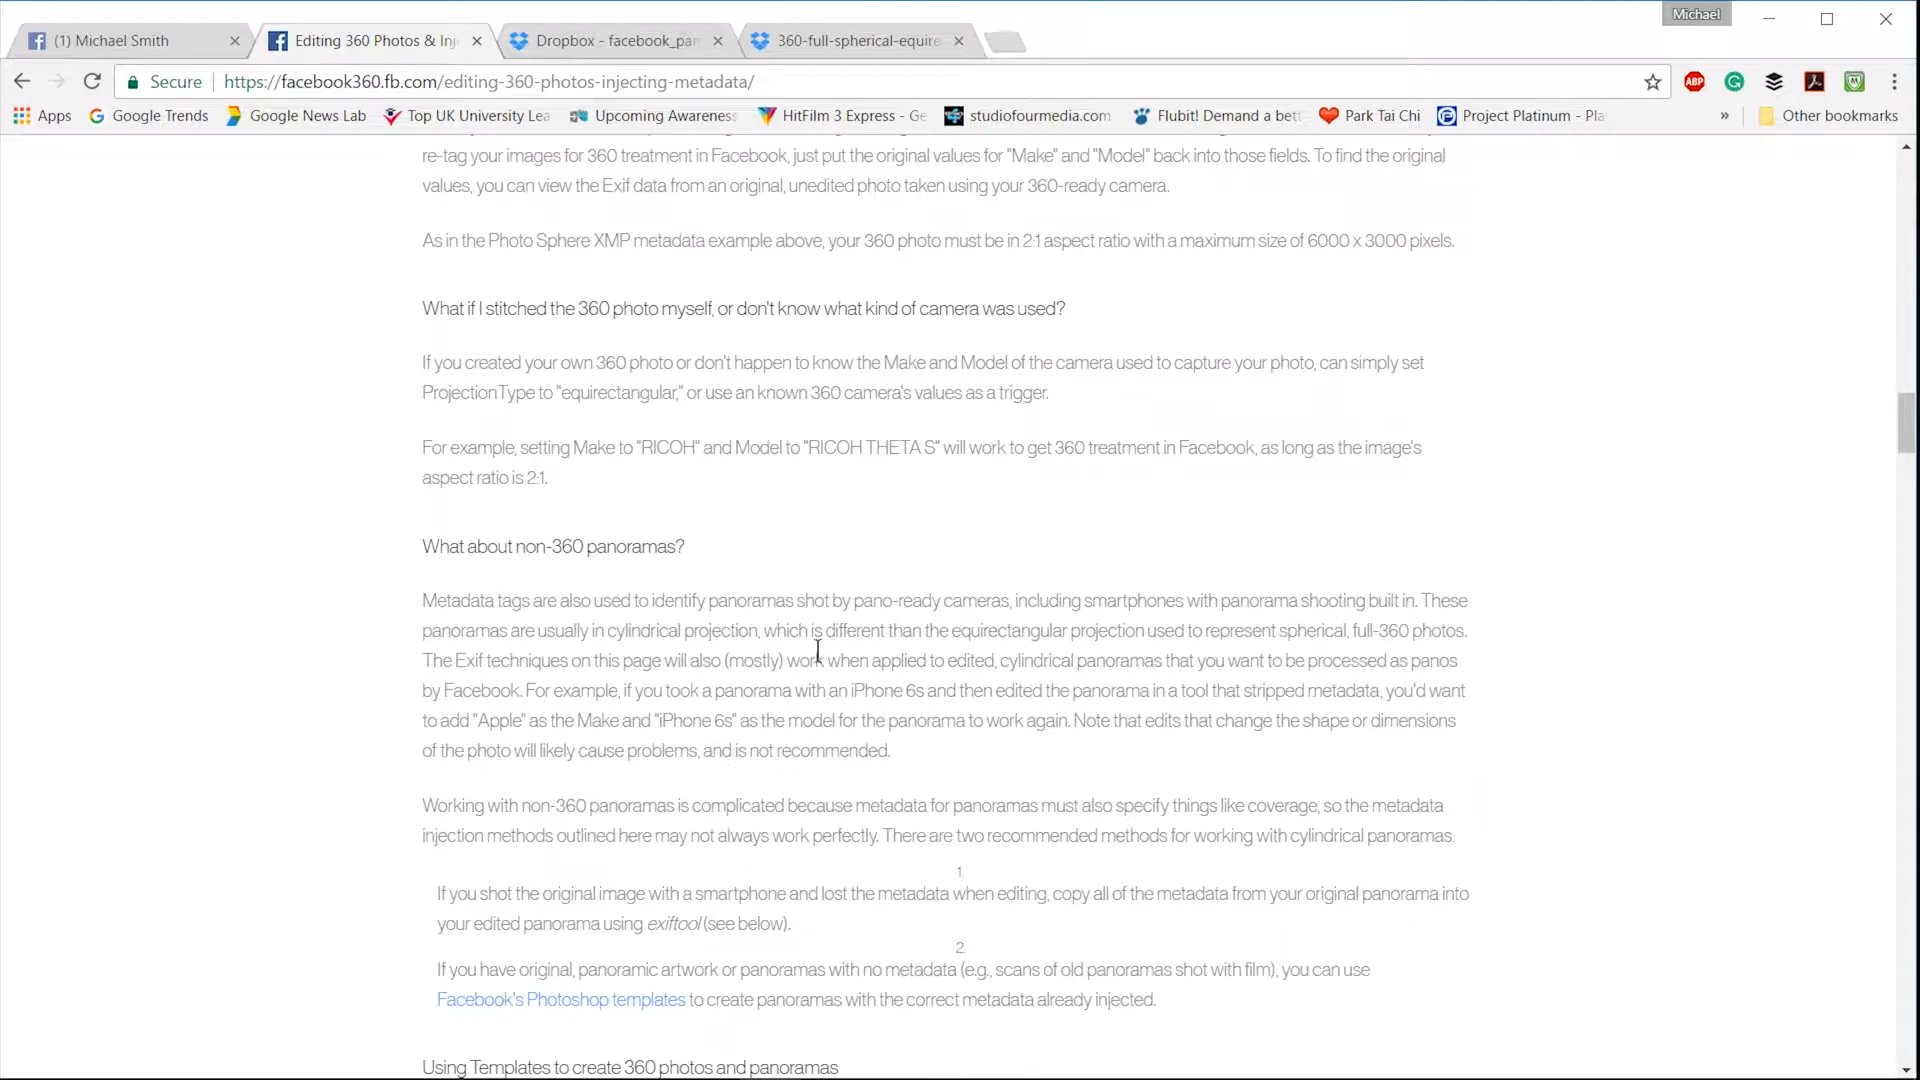 Michael
(1) Michael Smith
Editing 360 Photos & Inj
Dropbox - facebook_pan
360-full-spherical-equire
Secure
https://facebook360.fb.com/editing-360-photos-injecting-metadata/
ABP
Apps
Google Trends
Google News Lab
Top UK University Lea
Upcoming Awareness
HitFilm 3 Express - Ge
studiofourmedia.com
Flubit! Demand a bett
Park Tai Chi
Project Platinum - Pla
»
Other bookmarks
re-tag your images for 360 treatment in Facebook, just put the original values for "Make" and "Model" back into those fields. To find the original
values, you can view the Exif data from an original, unedited photo taken using your 360-ready camera.
As in the Photo Sphere XMP metadata example above, your 360 photo must be in 2:1 aspect ratio with a maximum size of 6000 x 3000 pixels.
What if I stitched the 360 photo myself, or don't know what kind of camera was used?
If you created your own 360 photo or don't happen to know the Make and Model of the camera used to capture your photo, can simply set
ProjectionType to "equirectangular," or use an known 360 camera's values as a trigger.
For example, setting Make to "RICOH" and Model to "RICOH THETA S" will work to get 360 treatment in Facebook, as long as the image's
aspect ratio is 2:1.
What about non-360 panoramas?
Metadata tags are also used to identify panoramas shot by pano-ready cameras, including smartphones with panorama shooting built in. These
panoramas are usually in cylindrical projection, which is different than the equirectangular projection used to represent spherical, full-360 photos.
The Exif techniques on this page will also (mostly) work when applied to edited, cylindrical panoramas that you want to be processed as panos
by Facebook. For example, if you took a panorama with an iPhone 6s and then edited the panorama in a tool that stripped metadata, you'd want
to add "Apple" as the Make and "iPhone 6s" as the model for the panorama to work again. Note that edits that change the shape or dimensions
of the photo will likely cause problems, and is not recommended.
Working with non-360 panoramas is complicated because metadata for panoramas must also specify things like coverage, so the metadata
injection methods outlined here may not always work perfectly. There are two recommended methods for working with cylindrical panoramas:
1.
If you shot the original image with a smartphone and lost the metadata when editing, copy all of the metadata from your original panorama into
your edited panorama using exiftool (see below).
2.
If you have original, panoramic artwork or panoramas with no metadata (e.g., scans of old panoramas shot with film), you can use
Facebook's Photoshop templates to create panoramas with the correct metadata already injected.
Using Templates to create 360 photos and panoramas